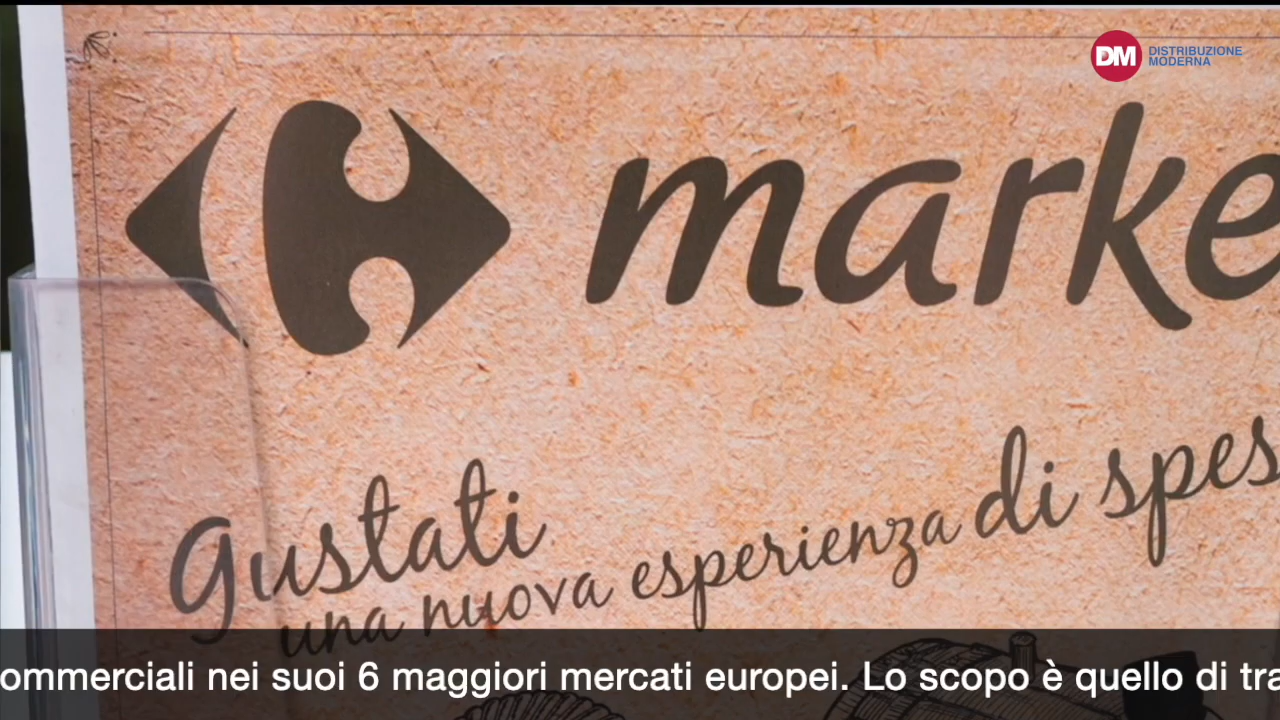 DM DISTRIBUZIONE
MODERNA
marke
gustati
una nuova esperienza di spes
ommerciali nei suoi 6 maggiori mercati europei. Lo scopo è quello di tra